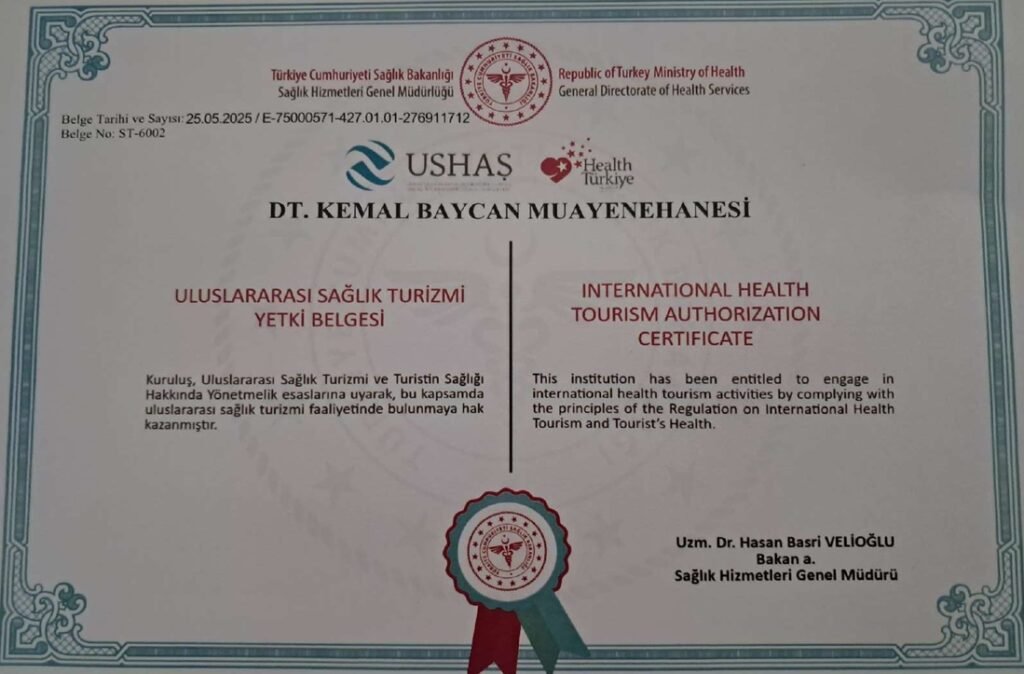 Türkiye Cumhuriyeti Sağlık Bakanlığı
Sağlık Hizmetleri Genel Müdürlüğü
Republic of Turkey Ministry of Health
General Directorate of Health Services
Belge Tarihi ve Sayısı: 25.05.2025 / E-75000571-427.01.01-276911712
Belge No: ST-6002
USHAŞ
Health
Türkiye
DT. KEMAL BAYCAN MUAYENEHANESİ
ULUSLARARASI SAĞLIK TURİZMİ
YETKİ BELGESİ
Kuruluş, Uluslararası Sağlık Turizmi ve Turistin Sağlığı
Hakkında Yönetmelik esaslarına uyarak, bu kapsamda
uluslararası sağlık turizmi faaliyetinde bulunmaya hak
kazanmıştır.
INTERNATIONAL HEALTH
TOURISM AUTHORIZATION
CERTIFICATE
This institution has been entitled to engage in
international health tourism activities by complying with
the principles of the Regulation on International Health
Tourism and Tourist's Health.
Uzm. Dr. Hasan Basri VELİOĞLU
Bakan a.
Sağlık Hizmetleri Genel Müdürü